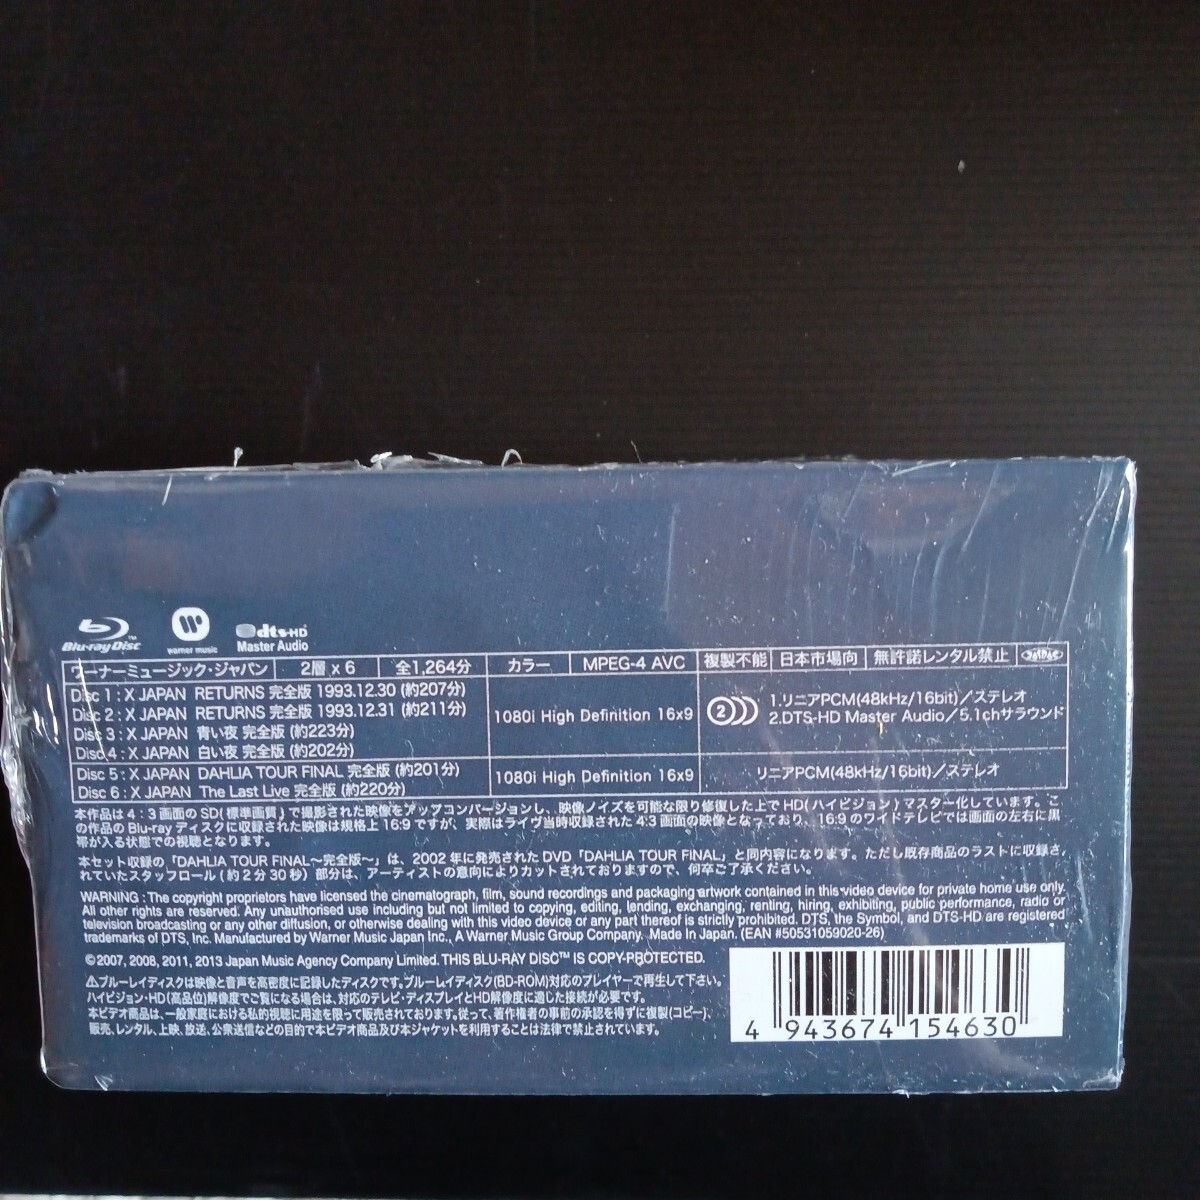 Blu-ray Disc™
warner music
dts-HD
Master Audio
ワーナーミュージック・ジャパン 2層 x 6 全1,264分 カラー MPEG-4 AVC 複製不能 日本市場向 無許諾レンタル禁止
Disc 1 : X JAPAN RETURNS 完全版 1993.12.30 (約207分)
Disc 2 : X JAPAN RETURNS 完全版 1993.12.31 (約211分)
Disc 3 : X JAPAN 青い夜 完全版 (約223分)
Disc 4 : X JAPAN 白い夜 完全版 (約202分)
1080i High Definition 16x9
2
1.リニアPCM(48kHz/16bit)／ステレオ
2.DTS-HD Master Audio／5.1chサラウンド
Disc 5 : X JAPAN DAHLIA TOUR FINAL 完全版 (約201分)
Disc 6 : X JAPAN The Last Live 完全版 (約220分)
1080i High Definition 16x9
リニアPCM(48kHz/16bit)／ステレオ
本作品は4：3画面のSD(標準画質)で撮影された映像をアップコンバージョンし、映像ノイズを可能な限り修復した上でHD(ハイビジョン)マスター化しています。こ
の作品のBlu-rayディスクに収録された映像は規格上16:9ですが、実際はライヴ当時収録された4:3画面の映像となっており、16:9のワイドテレビでは画面の左右に黒
帯が入る状態での視聴となります。
本セット収録の「DAHLIA TOUR FINAL～完全版～」は、2002年に発売されたDVD「DAHLIA TOUR FINAL」と同内容になります。ただし既存商品のラストに収録さ
れていたスタッフロール(約2分30秒)部分は、アーティストの意向によりカットされておりますので、何卒ご了承ください。
WARNING : The copyright proprietors have licensed the cinematograph, film, sound recordings and packaging artwork contained in this video device for private home use only.
All other rights are reserved. Any unauthorised use including but not limited to copying, editing, lending, exchanging, renting, hiring, exhibiting, public performance, radio or
television broadcasting or any other diffusion, or otherwise dealing with this video device or any part thereof is strictly prohibited. DTS, the Symbol, and DTS-HD are registered
trademarks of DTS, Inc. Manufactured by Warner Music Japan Inc., A Warner Music Group Company. Made In Japan. (EAN #50531059020-26)
©2007, 2008, 2011, 2013 Japan Music Agency Company Limited. THIS BLU-RAY DISC™ IS COPY-PROTECTED.
⚠ブルーレイディスクは映像と音声を高密度に記録したディスクです。ブルーレイディスク(BD-ROM)対応のプレイヤーで再生して下さい。
ハイビジョン・HD(高品位)解像度でご覧になる場合は、対応のテレビ・ディスプレイとHD解像度に適した接続が必要です。
本ビデオ商品は、一般家庭における私的視聴に用途を限って販売されております。従って、著作権者の事前の承認を得ずに複製(コピー)、
販売、レンタル、上映、放送、公衆送信などの目的で本ビデオ商品及び本ジャケットを利用することは法律で禁止されています。
4 943674 154630